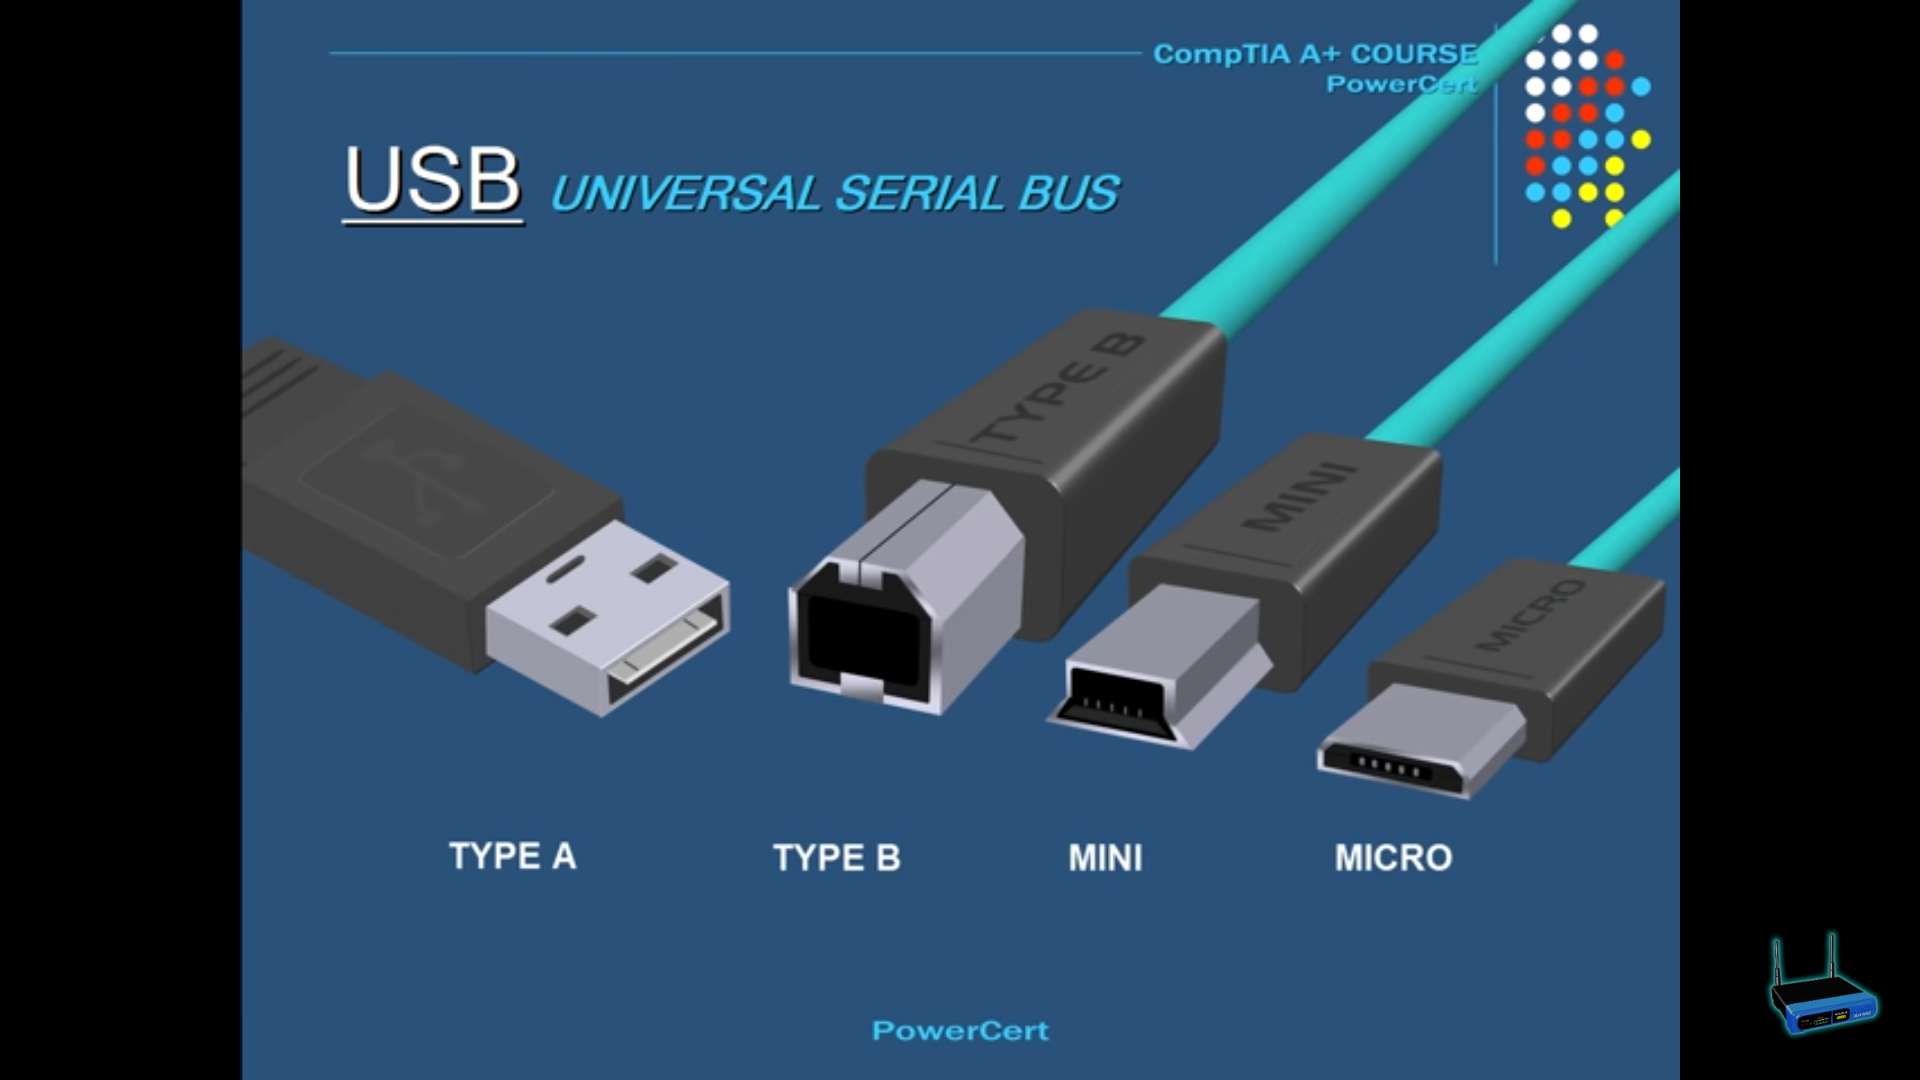 CompTIA A+ COURSE
PowerCert
USB UNIVERSAL SERIAL BUS
TYPE B
MINI
MICRO
TYPE A
TYPE B
MINI
MICRO
PowerCert